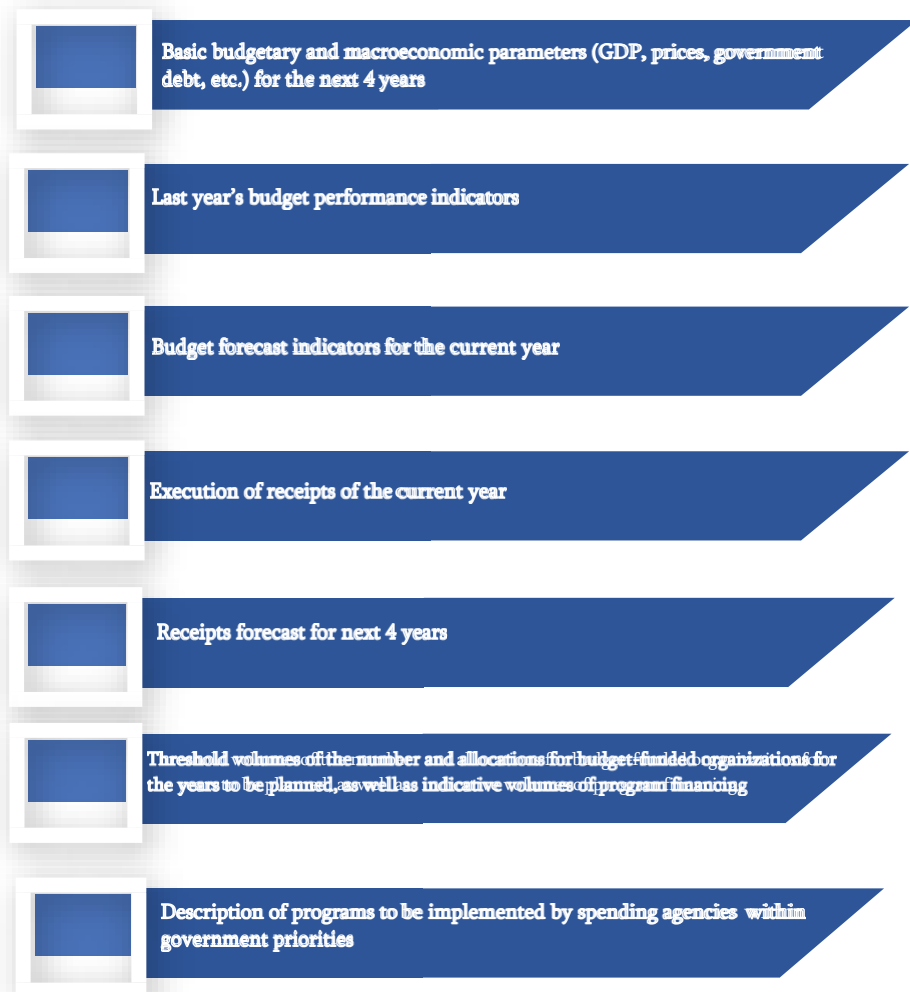 Basic budgetary and macroeconomic parameters (GDP, prices, government
debt, etc.) for the next 4 years
Last year's budget performance indicators
Budget forecast indicators for the current year
Execution of receipts of the current year
Receipts forecast for next 4 years
Threshold volumes of the number and allocations for budget-funded organizations for
the years to be planned, as well as indicative volumes of program financing
Description of programs to be implemented by spending agencies within
government priorities